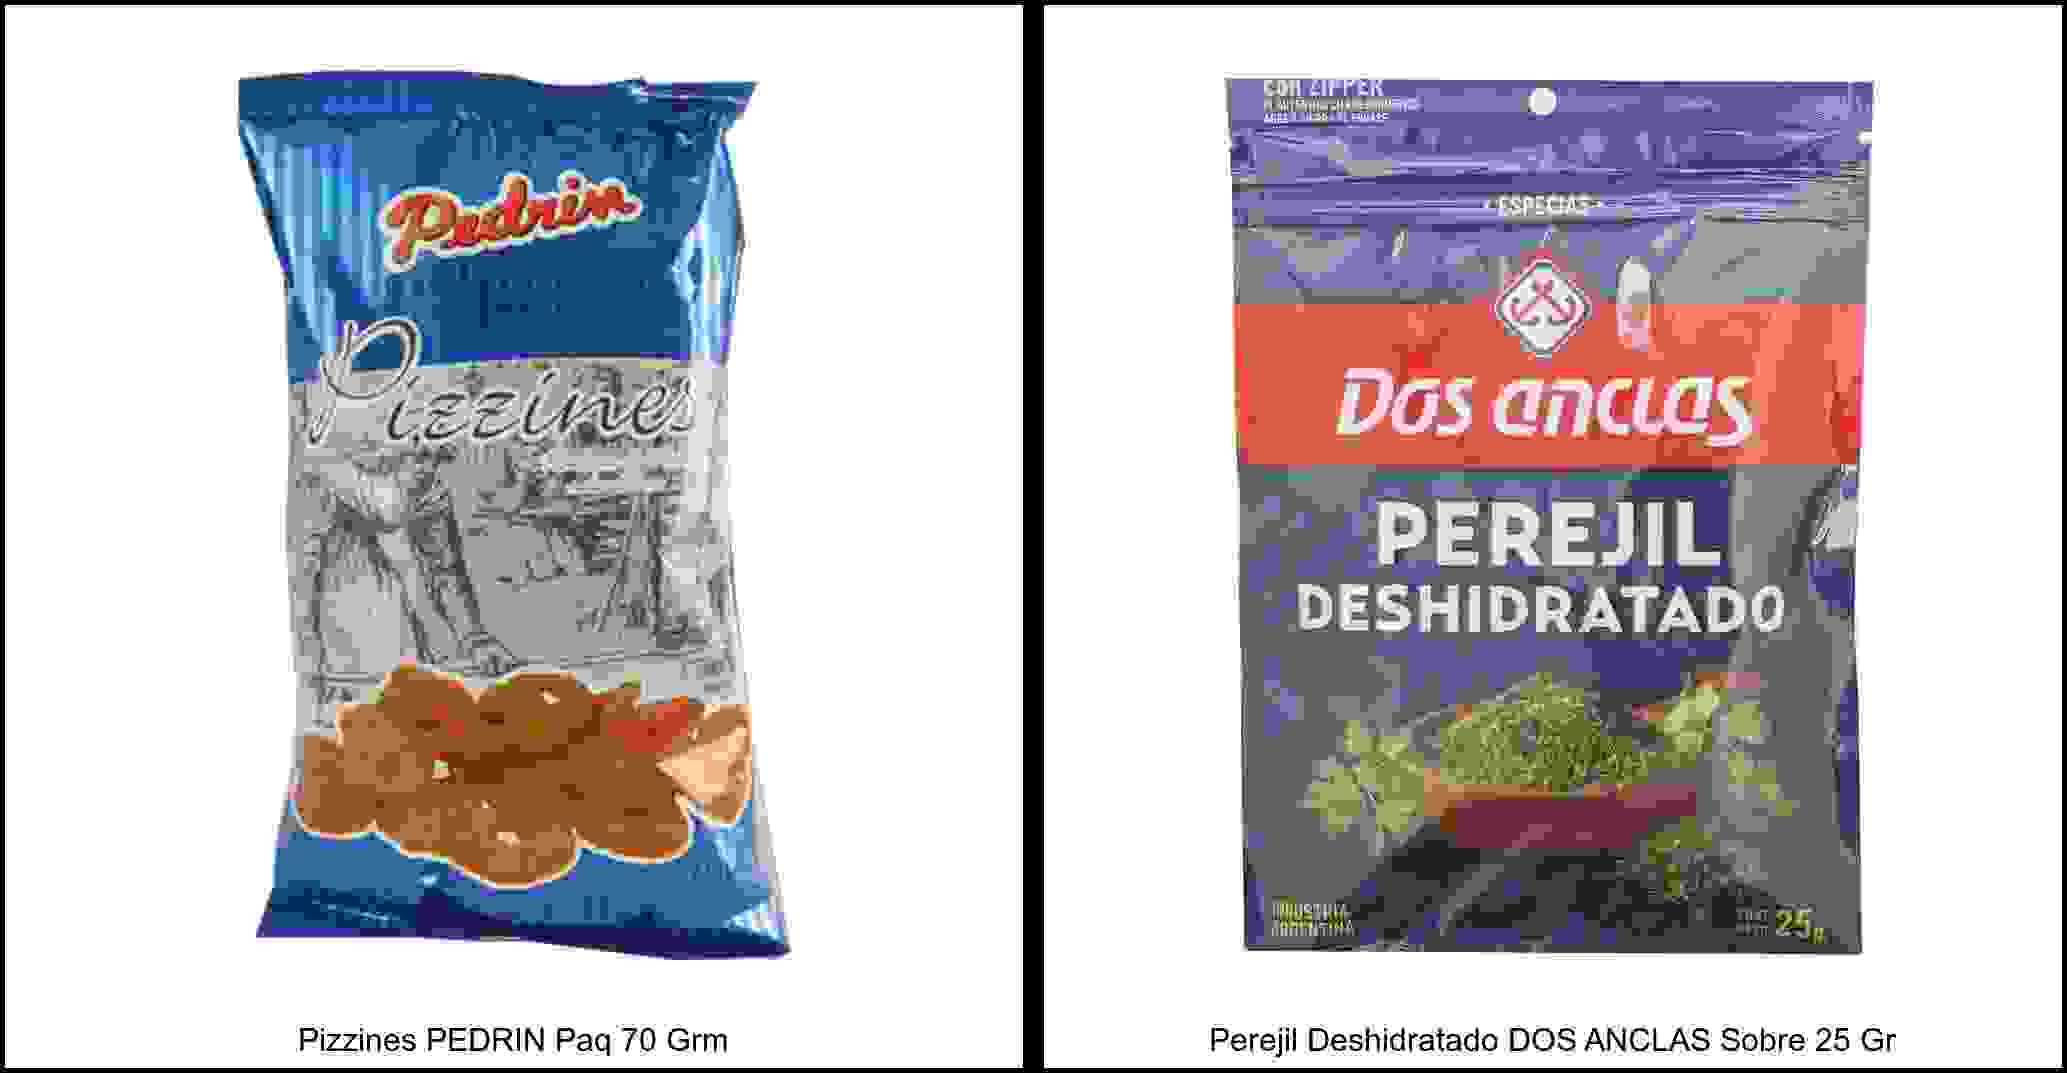 Pedrin
Pizzines
Pizzines PEDRIN Paq 70 Grm
CON ZIPPER
• ESPECIAS •
Dos anclas
PEREJIL
DESHIDRATADO
INDUSTRIA
ARGENTINA
25g
Perejil Deshidratado DOS ANCLAS Sobre 25 Gr